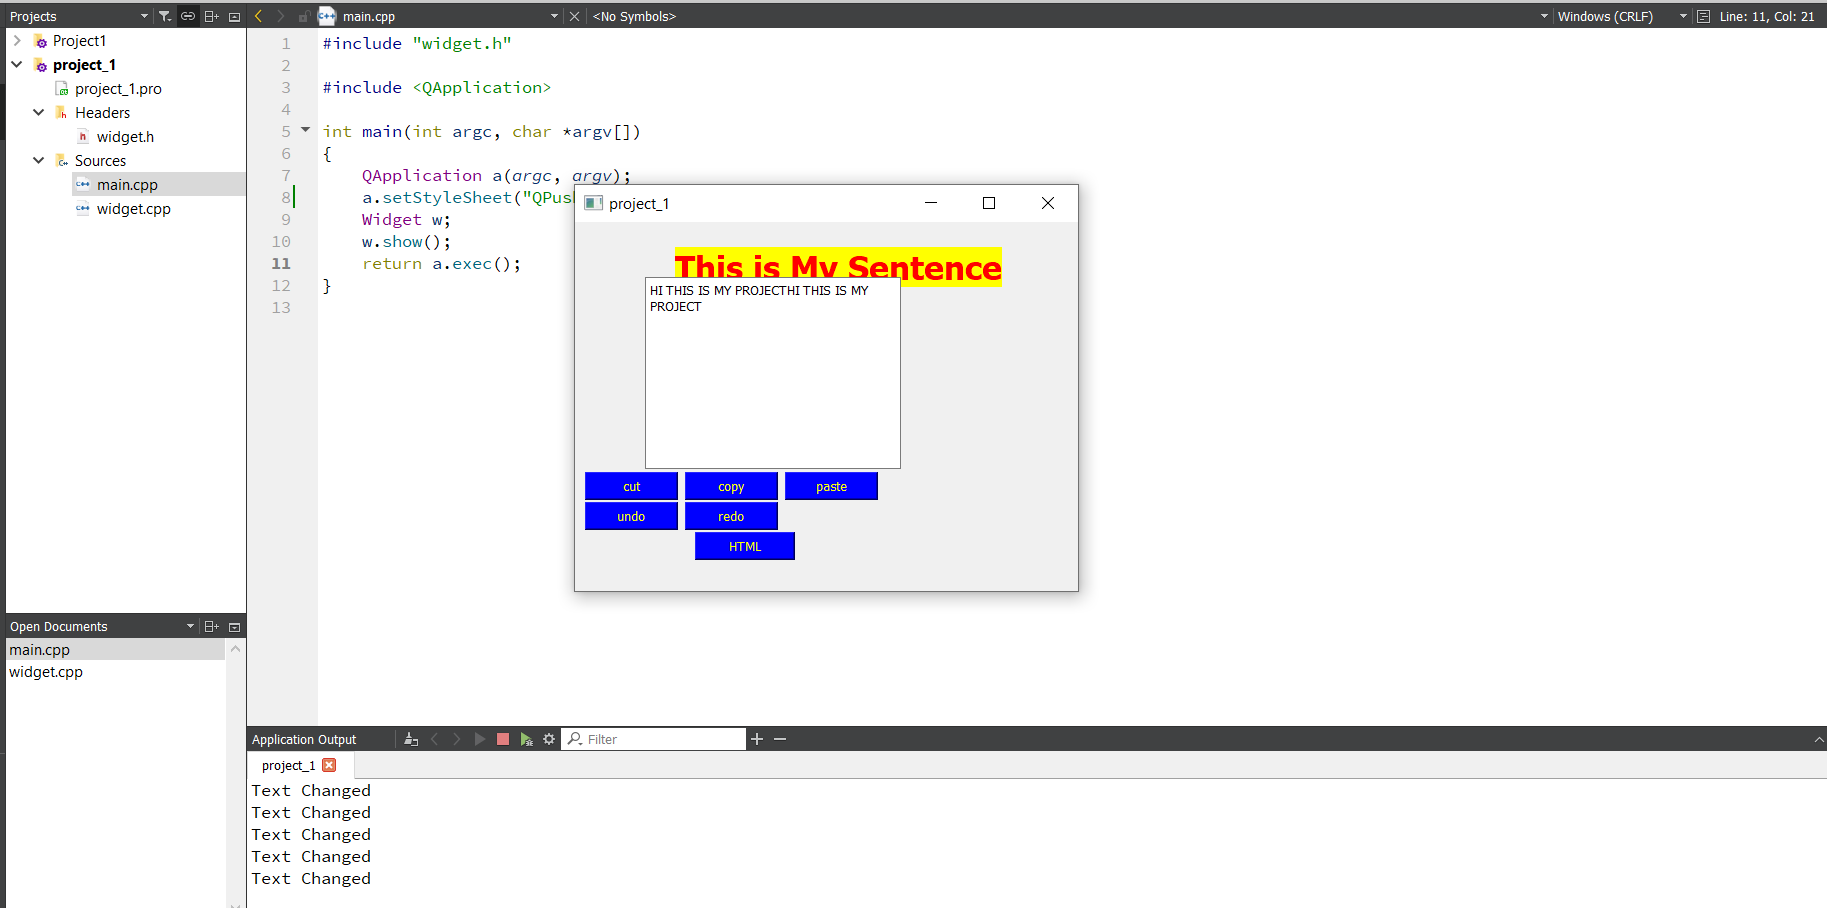 Projects
main.cpp
<No Symbols>
Windows (CRLF)
Line: 11, Col: 21
Project1
project_1
project_1.pro
Headers
widget.h
Sources
main.cpp
widget.cpp
1 #include "widget.h"
2
3 #include <QApplication>
4
5 int main(int argc, char *argv[])
6 {
7 QApplication a(argc, argv);
8 a.setStyleSheet("QPus
9 Widget w;
10 w.show();
11 return a.exec();
12 }
13
project_1
This is My Sentence
HI THIS IS MY PROJECTHI THIS IS MY
PROJECT
cut copy paste
undo redo
HTML
Open Documents
main.cpp
widget.cpp
Application Output
Filter
project_1
Text Changed
Text Changed
Text Changed
Text Changed
Text Changed